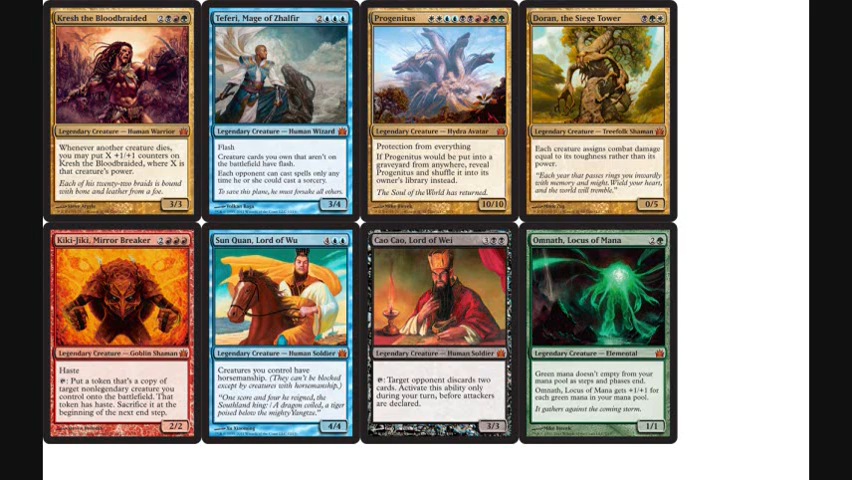 Kresh the Bloodbraided 2
Legendary Creature — Human Warrior
Whenever another creature dies,
you may put X +1/+1 counters on
Kresh the Bloodbraided, where X is
that creature's power.
Each of his twenty-two braids is bound
with bone and leather from a foe.
3/3
Teferi, Mage of Zhalfir 2
Legendary Creature — Human Wizard
Flash
Creature cards you own that aren't on
the battlefield have flash.
Each opponent can cast spells only any
time he or she could cast a sorcery.
To save this plane, he must forsake all others.
3/4
Progenitus
Legendary Creature — Hydra Avatar
Protection from everything
If Progenitus would be put into a
graveyard from anywhere, reveal
Progenitus and shuffle it into its
owner's library instead.
The Soul of the World has returned.
10/10
Doran, the Siege Tower
Legendary Creature — Treefolk Shaman
Each creature assigns combat damage
equal to its toughness rather than its
power.
"Each year that passes rings you inwardly
with memory and might. Wield your heart,
and the world will tremble."
0/5
Kiki-Jiki, Mirror Breaker 2
Legendary Creature — Goblin Shaman
Haste
: Put a token that's a copy of
target nonlegendary creature you
control onto the battlefield. That
token has haste. Sacrifice it at the
beginning of the next end step.
2/2
Sun Quan, Lord of Wu 4
Legendary Creature — Human Soldier
Creatures you control have
horsemanship. (They can't be blocked
except by creatures with horsemanship.)
"One score and four he reigned, the
Southland king: / A dragon coiled, a tiger
poised below the mighty Yangtze."
4/4
Cao Cao, Lord of Wei 3
Legendary Creature — Human Soldier
: Target opponent discards two
cards. Activate this ability only
during your turn, before attackers
are declared.
3/3
Omnath, Locus of Mana 2
Legendary Creature — Elemental
Green mana doesn't empty from your
mana pool as steps and phases end.
Omnath, Locus of Mana gets +1/+1 for
each green mana in your mana pool.
It gathers against the coming storm.
1/1